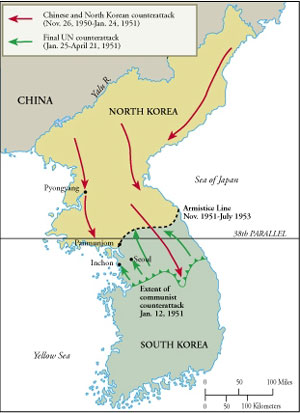 Chinese and North Korean counterattack
(Nov. 26, 1950-Jan. 24, 1951)
Final UN counterattack
(Jan. 25-April 21, 1951)
CHINA
Yalu R
NORTH KOREA
Sea of Japan
Pyongyang
Armistice Line
Nov. 1951-July 1953
38th PARALLEL
Panmunjom
Seoul
Inchon
Extent of
communist
counterattack
Jan. 12, 1951
Yellow Sea
SOUTH KOREA
0 50 100 Miles
0 50 100 Kilometers